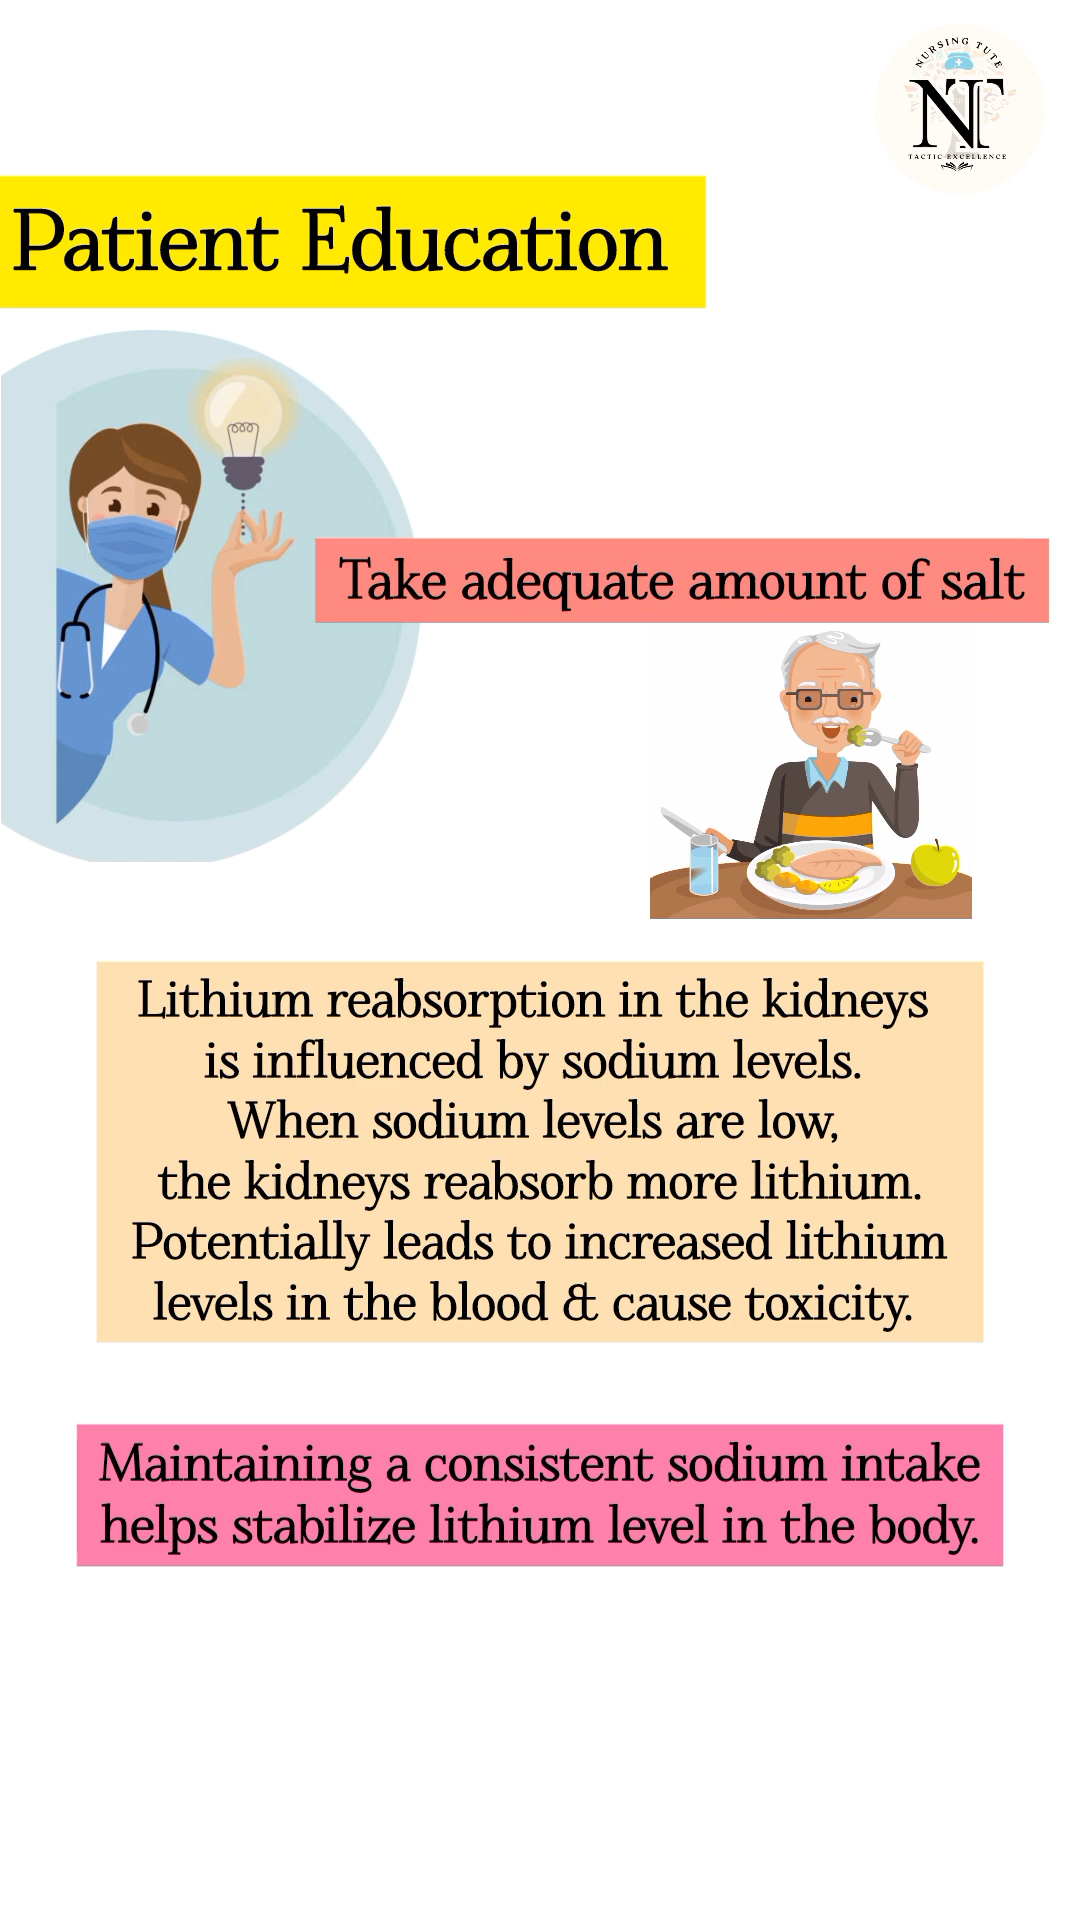 NURSING TUTE
NT
TACTIC EXCELLENCE
Patient Education
Take adequate amount of salt
Lithium reabsorption in the kidneys
is influenced by sodium levels.
When sodium levels are low,
the kidneys reabsorb more lithium.
Potentially leads to increased lithium
levels in the blood & cause toxicity.
Maintaining a consistent sodium intake
helps stabilize lithium level in the body.